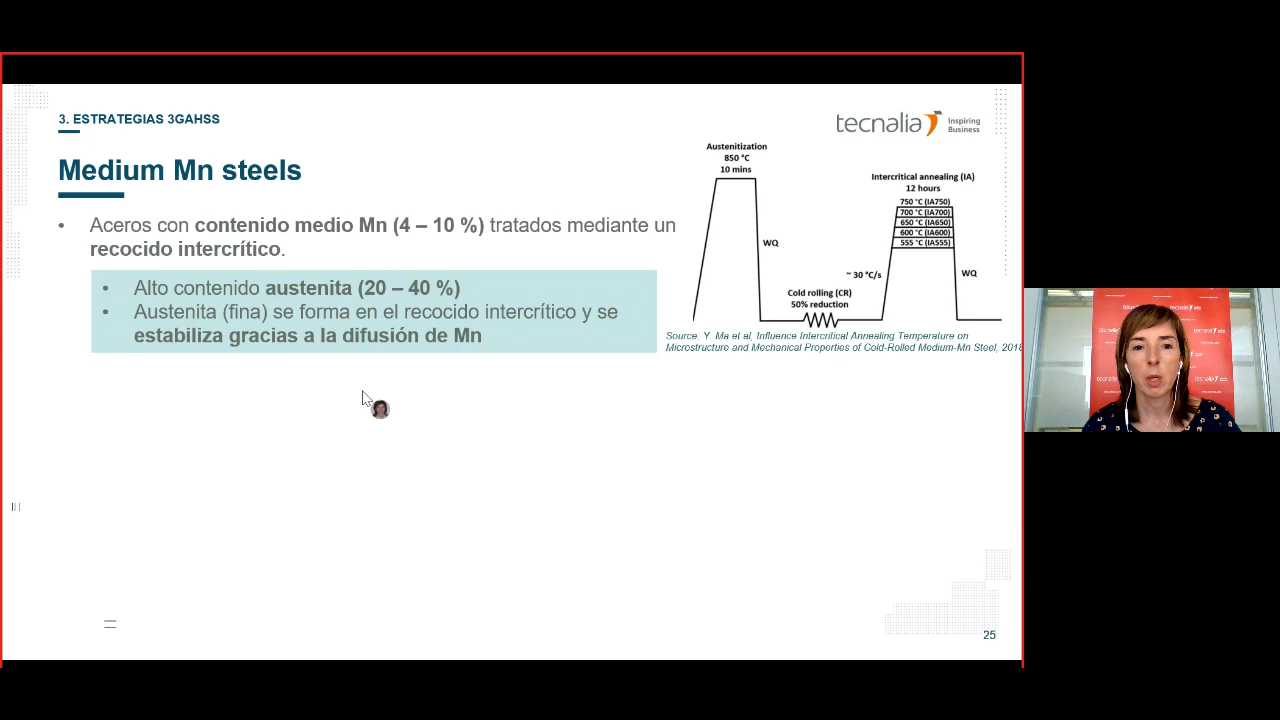 3. ESTRATEGIAS 3GAHSS
tecnalia Inspiring
Business
Medium Mn steels
• Aceros con contenido medio Mn (4 – 10 %) tratados mediante un
recocido intercrítico.
• Alto contenido austenita (20 – 40 %)
• Austenita (fina) se forma en el recocido intercrítico y se
estabiliza gracias a la difusión de Mn
Austenitization
850 °C
10 mins
WQ
Cold rolling (CR)
50% reduction
~ 30 °C/s
Intercritical annealing (IA)
12 hours
750 °C (IA750)
700 °C (IA700)
650 °C (IA650)
600 °C (IA600)
555 °C (IA555)
WQ
Source: Y. Ma et al, Influence Intercritical Annealing Temperature on
Microstructure and Mechanical Properties of Cold-Rolled Medium-Mn Steel, 2018
25
tecnalia
tecnalia
tecnalia